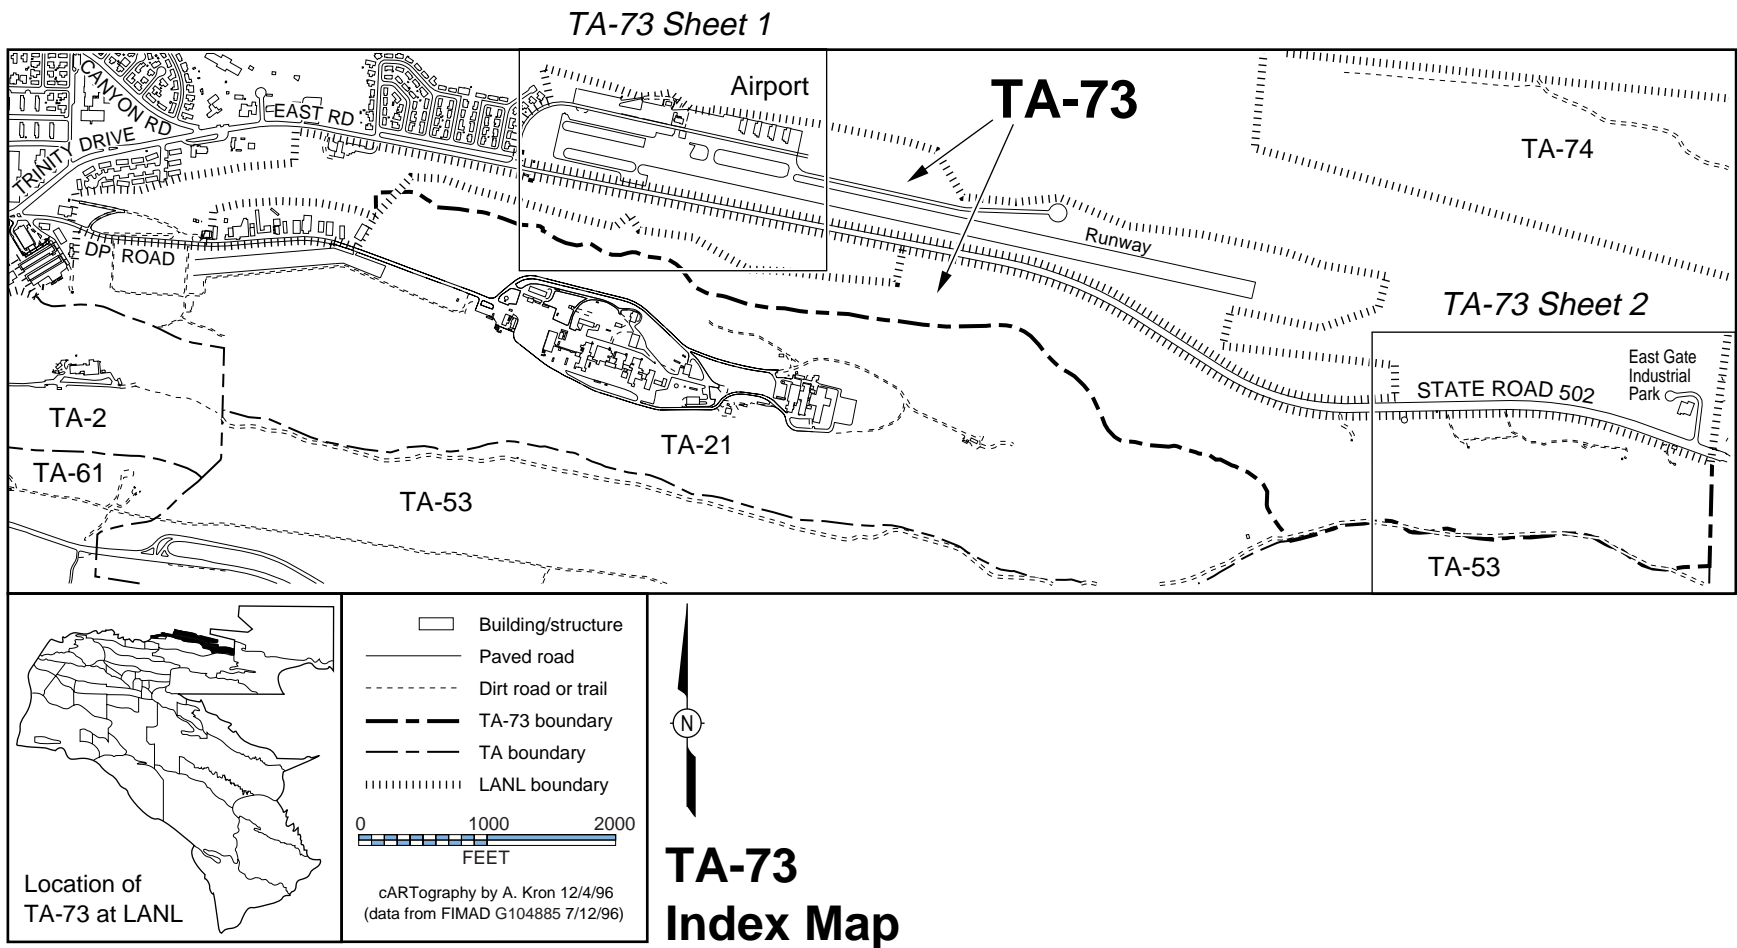 TA-73 Sheet 1
CANYON RD
EAST RD
Airport
TA-73
TRINITY DRIVE
TA-74
Runway
DP ROAD
TA-73 Sheet 2
East Gate
Industrial
Park
STATE ROAD 502
TA-2
TA-21
TA-61
TA-53
TA-53
Location of
TA-73 at LANL
Building/structure
Paved road
Dirt road or trail
TA-73 boundary
TA boundary
LANL boundary
0 1000 2000
FEET
cARTography by A. Kron 12/4/96
(data from FIMAD G104885 7/12/96)
N
TA-73
Index Map